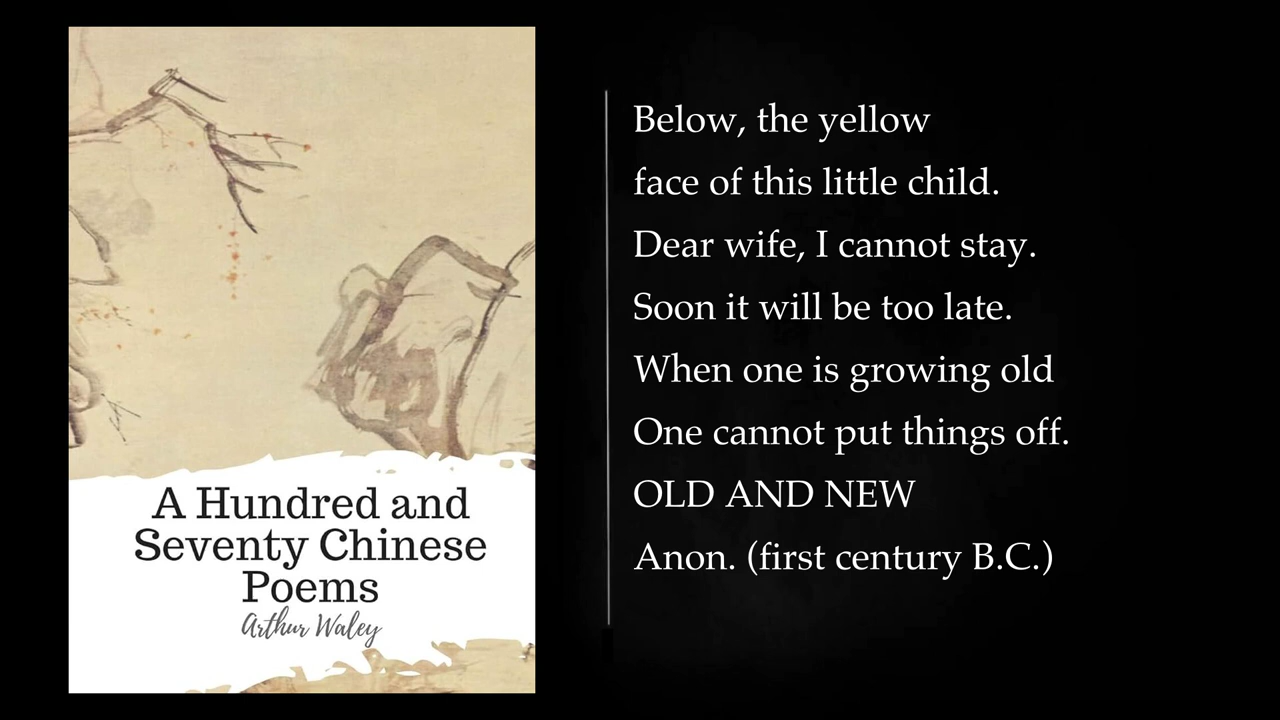 A Hundred and
Seventy Chinese
Poems
Arthur Waley
Below, the yellow
face of this little child.
Dear wife, I cannot stay.
Soon it will be too late.
When one is growing old
One cannot put things off.
OLD AND NEW
Anon. (first century B.C.)